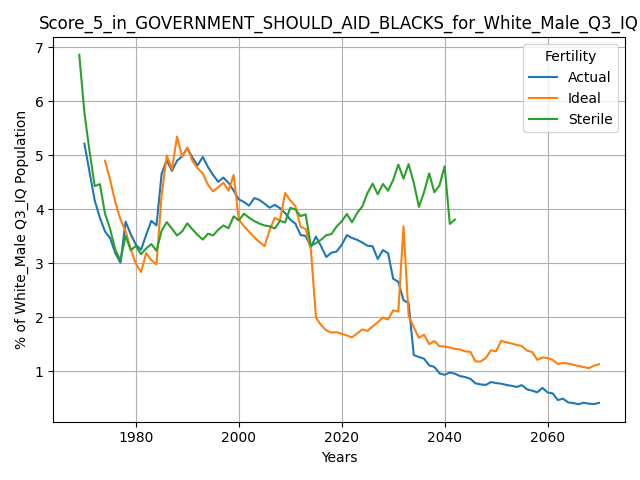 Score_5_in_GOVERNMENT_SHOULD_AID_BLACKS_for_White_Male_Q3_IQ
7
6
5
4
3
2
1
% of White_Male Q3_IQ Population
Fertility
Actual
Ideal
Sterile
1980 2000 2020 2040 2060
Years